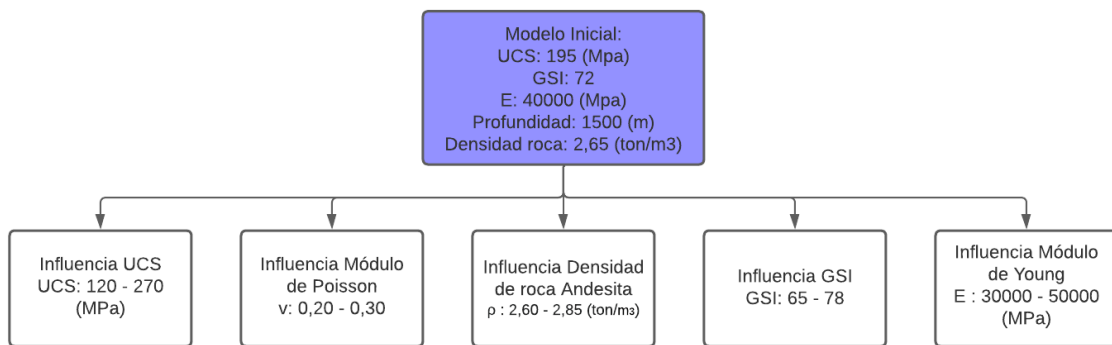 Modelo Inicial:
UCS: 195 (Mpa)
GSI: 72
E: 40000 (Mpa)
Profundidad: 1500 (m)
Densidad roca: 2,65 (ton/m3)
Influencia UCS
UCS: 120 - 270
(MPa)
Influencia Módulo
de Poisson
v: 0,20 - 0,30
Influencia Densidad
de roca Andesita
ρ : 2,60 - 2,85 (ton/m₃)
Influencia GSI
GSI: 65 - 78
Influencia Módulo
de Young
E : 30000 - 50000
(MPa)